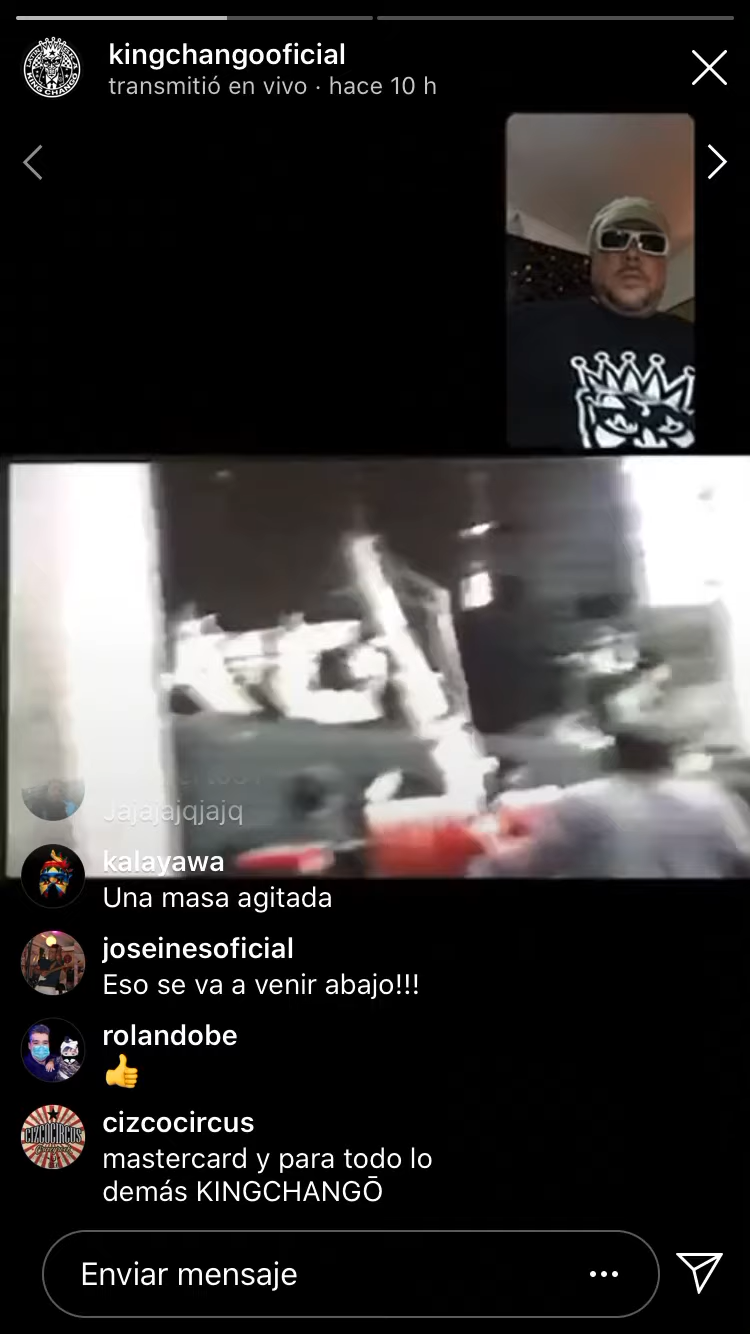 kingchangooficial
transmitió en vivo · hace 10 h
Jajajajqjajq
kalayawa
Una masa agitada
joseinesoficial
Eso se va a venir abajo!!!
rolandobe
👍
cizcocircus
mastercard y para todo lo
demás KINGCHANGŌ
Enviar mensaje